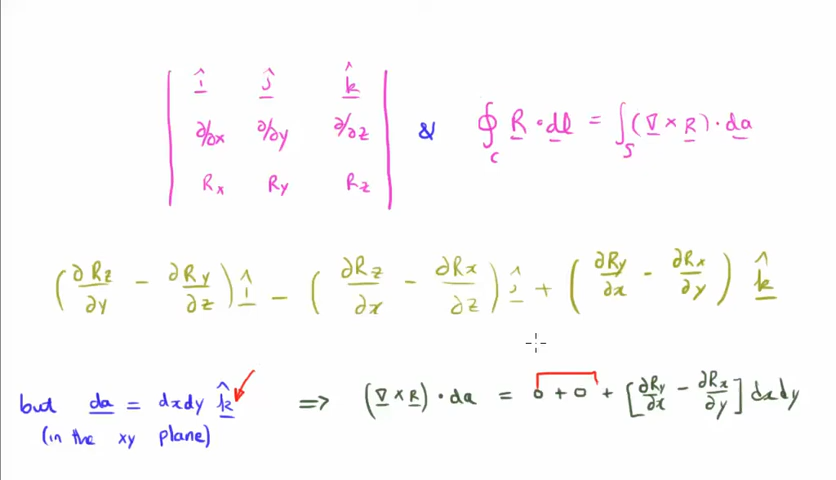 | î ĵ k̂ |
| ∂/∂x ∂/∂y ∂/∂z | & ∮_C R · dl = ∫_S (∇ × R) · da
| Rx Ry Rz |
(∂Rz/∂y − ∂Ry/∂z) î − (∂Rz/∂x − ∂Rx/∂z) ĵ + (∂Ry/∂x − ∂Rx/∂y) k̂
but da = dxdy k̂ ⇒ (∇ × R) · da = 0 + 0 + [∂Ry/∂x − ∂Rx/∂y] dxdy
(in the xy plane)